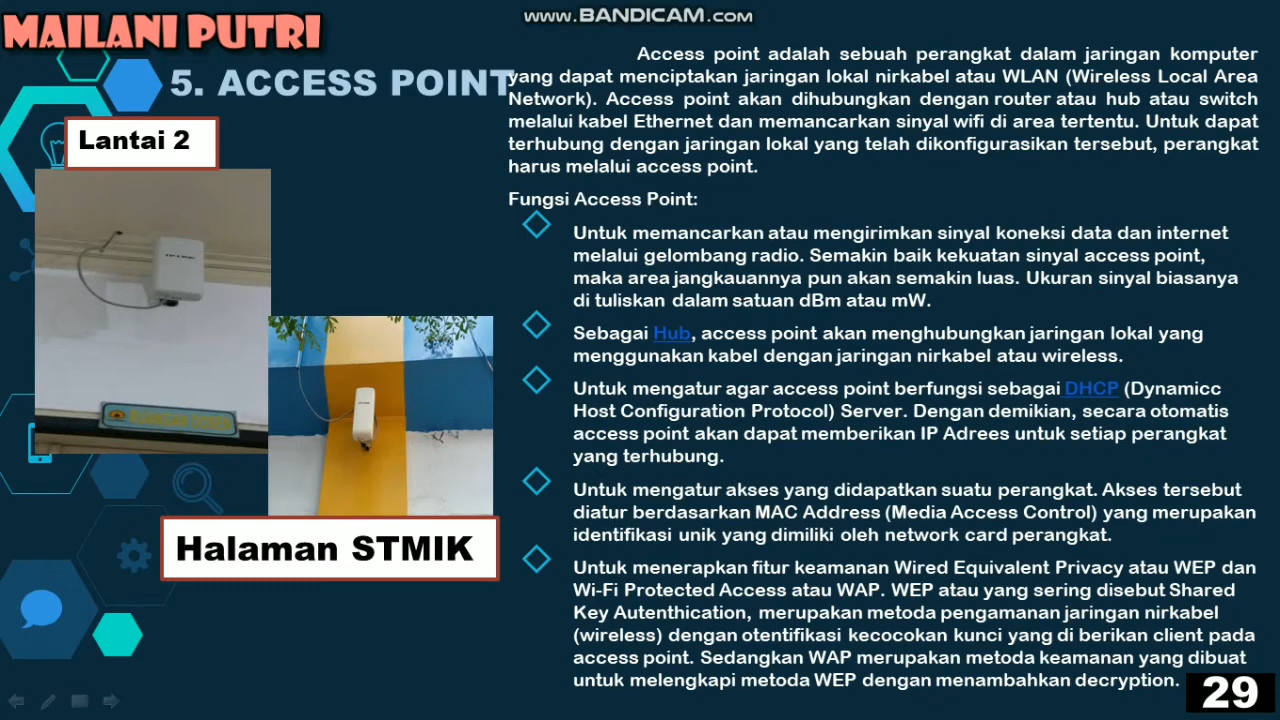 MAILANI PUTRI
www.BANDICAM.com
5. ACCESS POINT
Lantai 2
TP-LINK
Halaman STMIK
Access point adalah sebuah perangkat dalam jaringan komputer
yang dapat menciptakan jaringan lokal nirkabel atau WLAN (Wireless Local Area
Network). Access point akan dihubungkan dengan router atau hub atau switch
melalui kabel Ethernet dan memancarkan sinyal wifi di area tertentu. Untuk dapat
terhubung dengan jaringan lokal yang telah dikonfigurasikan tersebut, perangkat
harus melalui access point.
Fungsi Access Point:
Untuk memancarkan atau mengirimkan sinyal koneksi data dan internet
melalui gelombang radio. Semakin baik kekuatan sinyal access point,
maka area jangkauannya pun akan semakin luas. Ukuran sinyal biasanya
di tuliskan dalam satuan dBm atau mW.
Sebagai Hub, access point akan menghubungkan jaringan lokal yang
menggunakan kabel dengan jaringan nirkabel atau wireless.
Untuk mengatur agar access point berfungsi sebagai DHCP (Dynamicc
Host Configuration Protocol) Server. Dengan demikian, secara otomatis
access point akan dapat memberikan IP Adrees untuk setiap perangkat
yang terhubung.
Untuk mengatur akses yang didapatkan suatu perangkat. Akses tersebut
diatur berdasarkan MAC Address (Media Access Control) yang merupakan
identifikasi unik yang dimiliki oleh network card perangkat.
Untuk menerapkan fitur keamanan Wired Equivalent Privacy atau WEP dan
Wi-Fi Protected Access atau WAP. WEP atau yang sering disebut Shared
Key Autenthication, merupakan metoda pengamanan jaringan nirkabel
(wireless) dengan otentifikasi kecocokan kunci yang di berikan client pada
access point. Sedangkan WAP merupakan metoda keamanan yang dibuat
untuk melengkapi metoda WEP dengan menambahkan decryption.
29